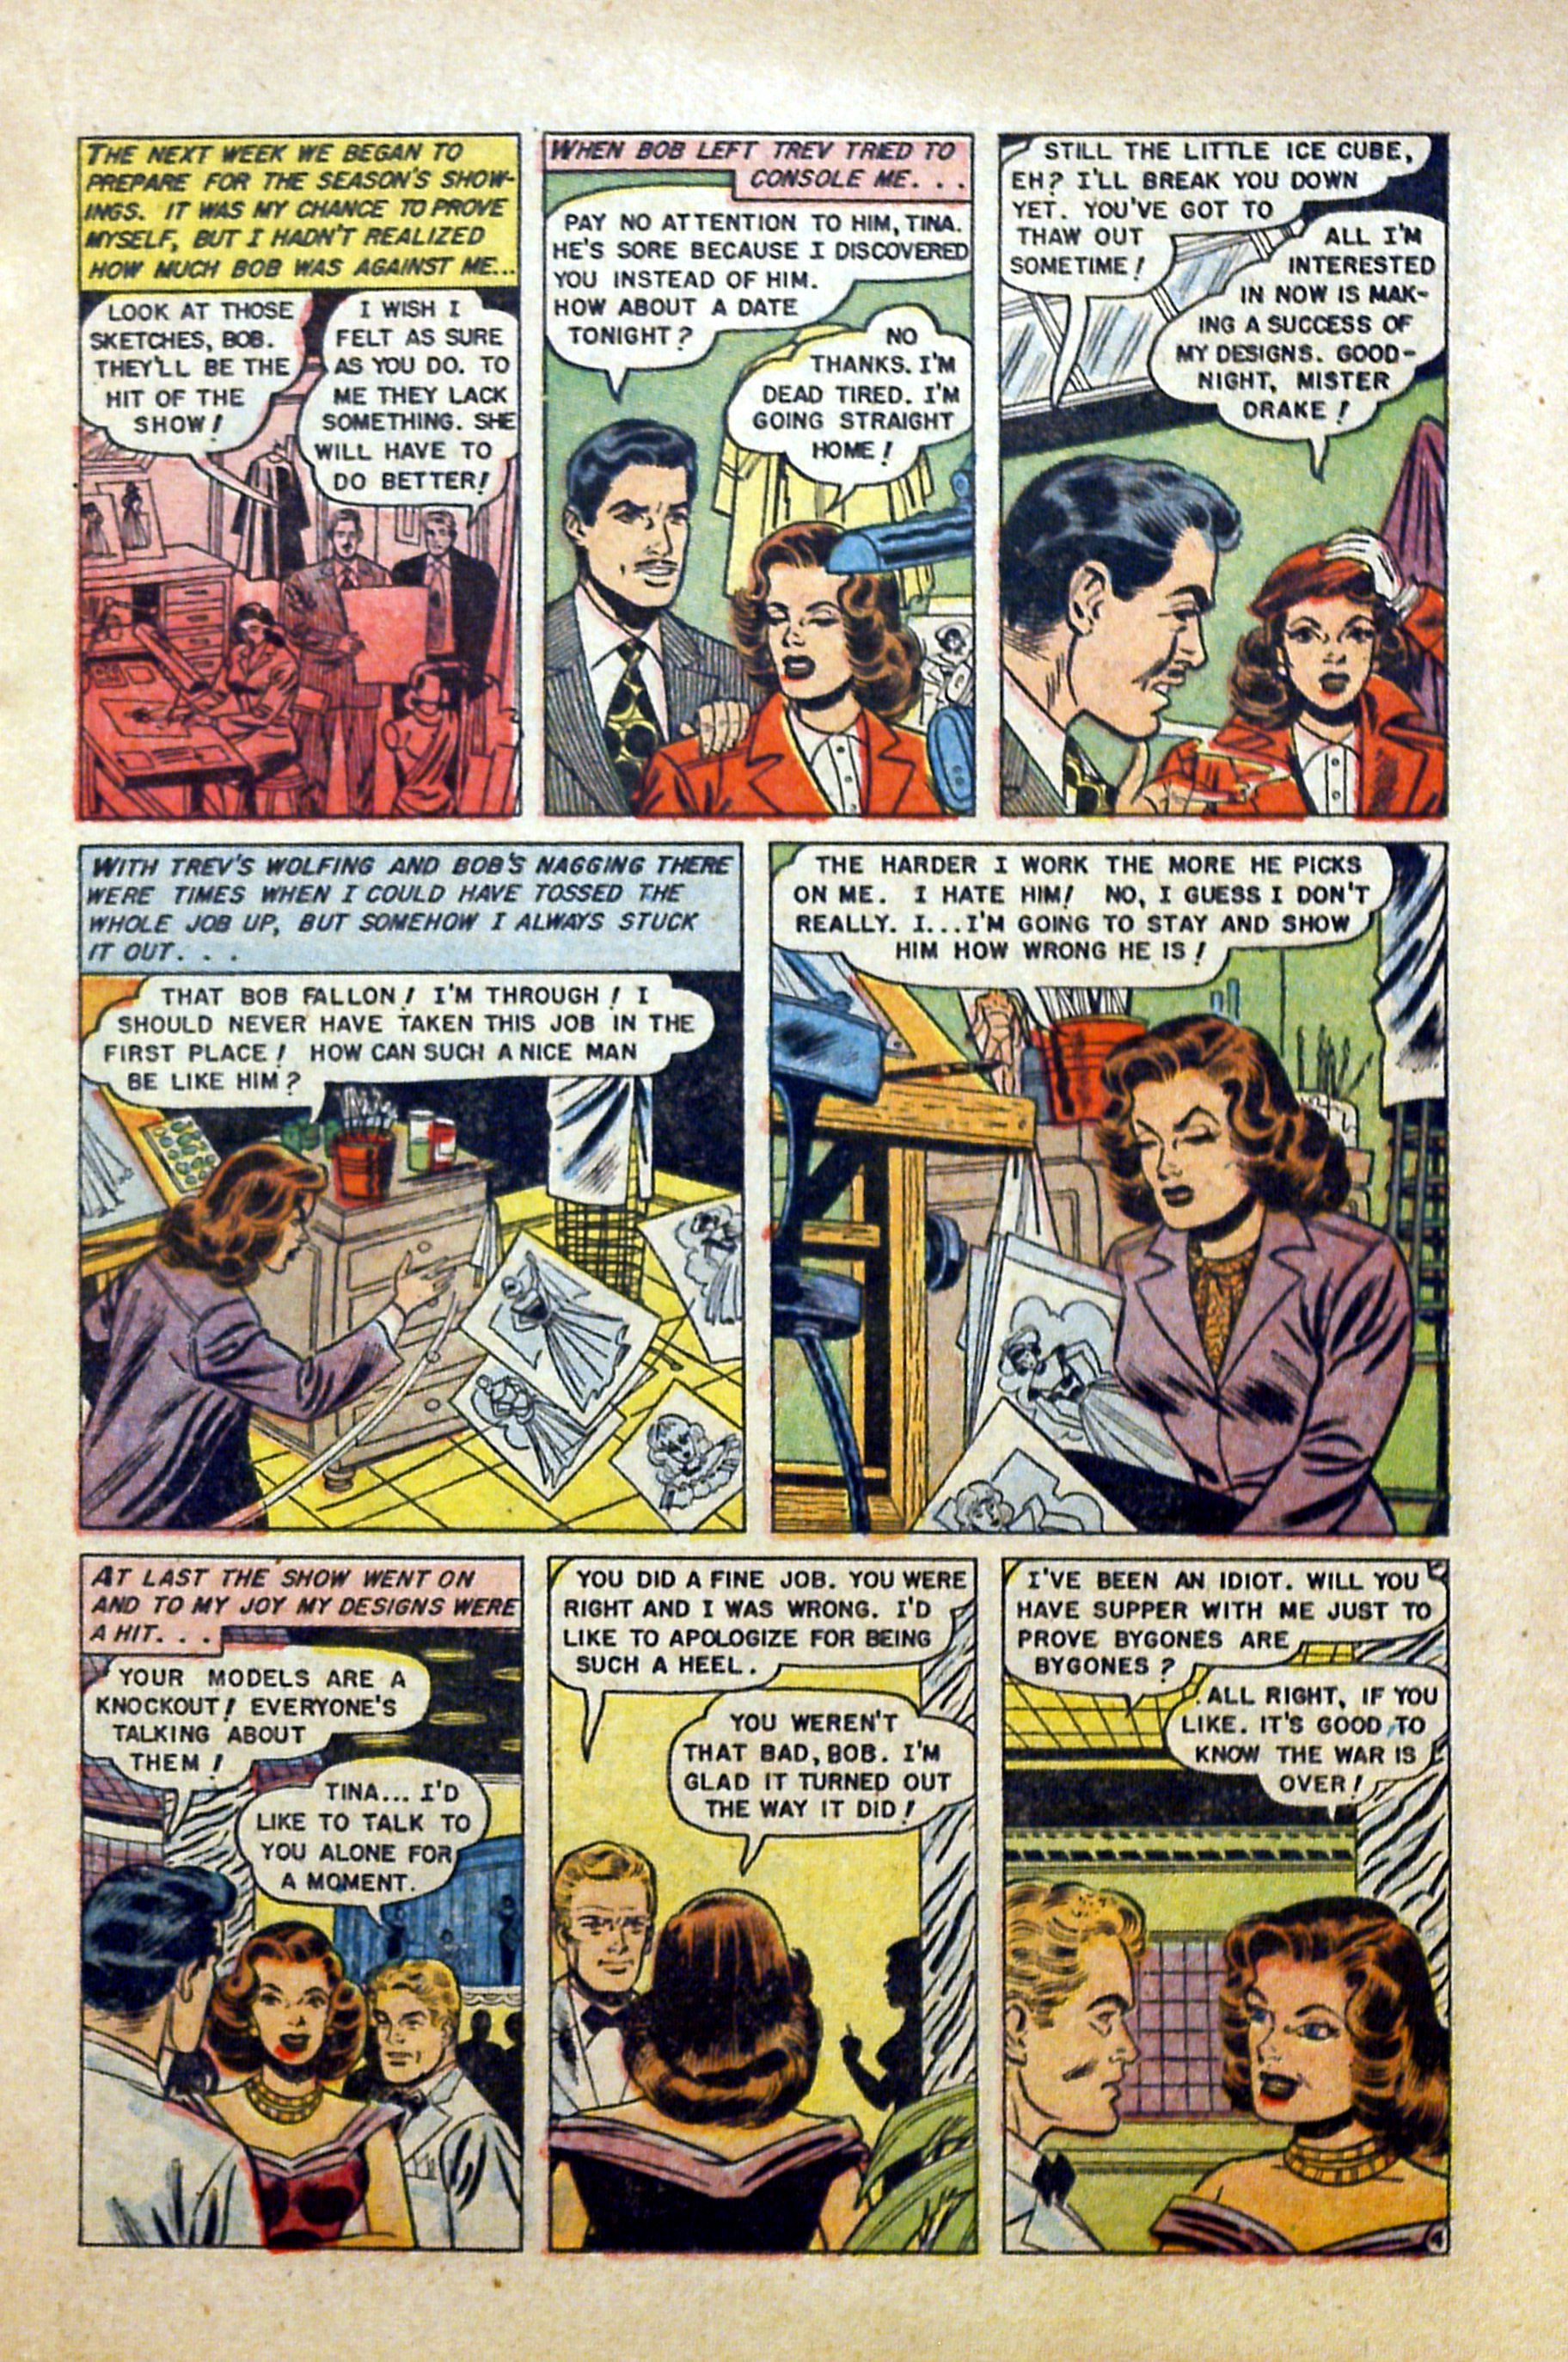 THE NEXT WEEK WE BEGAN TO
PREPARE FOR THE SEASON'S SHOW-
INGS. IT WAS MY CHANCE TO PROVE
MYSELF, BUT I HADN'T REALIZED
HOW MUCH BOB WAS AGAINST ME...
LOOK AT THOSE
SKETCHES, BOB.
THEY'LL BE THE
HIT OF THE
SHOW!
I WISH I
FELT AS SURE
AS YOU DO. TO
ME THEY LACK
SOMETHING. SHE
WILL HAVE TO
DO BETTER!
WHEN BOB LEFT TREV TRIED TO
CONSOLE ME. . .
PAY NO ATTENTION TO HIM, TINA.
HE'S SORE BECAUSE I DISCOVERED
YOU INSTEAD OF HIM.
HOW ABOUT A DATE
TONIGHT?
NO
THANKS. I'M
DEAD TIRED. I'M
GOING STRAIGHT
HOME!
STILL THE LITTLE ICE CUBE,
EH? I'LL BREAK YOU DOWN
YET. YOU'VE GOT TO
THAW OUT
SOMETIME!
ALL I'M
INTERESTED
IN NOW IS MAK-
ING A SUCCESS OF
MY DESIGNS. GOOD-
NIGHT, MISTER
DRAKE!
WITH TREV'S WOLFING AND BOB'S NAGGING THERE
WERE TIMES WHEN I COULD HAVE TOSSED THE
WHOLE JOB UP, BUT SOMEHOW I ALWAYS STUCK
IT OUT. . .
THAT BOB FALLON! I'M THROUGH! I
SHOULD NEVER HAVE TAKEN THIS JOB IN THE
FIRST PLACE! HOW CAN SUCH A NICE MAN
BE LIKE HIM?
THE HARDER I WORK THE MORE HE PICKS
ON ME. I HATE HIM! NO, I GUESS I DON'T
REALLY. I...I'M GOING TO STAY AND SHOW
HIM HOW WRONG HE IS!
AT LAST THE SHOW WENT ON
AND TO MY JOY MY DESIGNS WERE
A HIT. . .
YOUR MODELS ARE A
KNOCKOUT! EVERYONE'S
TALKING ABOUT
THEM!
TINA... I'D
LIKE TO TALK TO
YOU ALONE FOR
A MOMENT.
YOU DID A FINE JOB. YOU WERE
RIGHT AND I WAS WRONG. I'D
LIKE TO APOLOGIZE FOR BEING
SUCH A HEEL.
YOU WEREN'T
THAT BAD, BOB. I'M
GLAD IT TURNED OUT
THE WAY IT DID!
I'VE BEEN AN IDIOT. WILL YOU
HAVE SUPPER WITH ME JUST TO
PROVE BYGONES ARE
BYGONES?
ALL RIGHT, IF YOU
LIKE. IT'S GOOD TO
KNOW THE WAR IS
OVER!
4